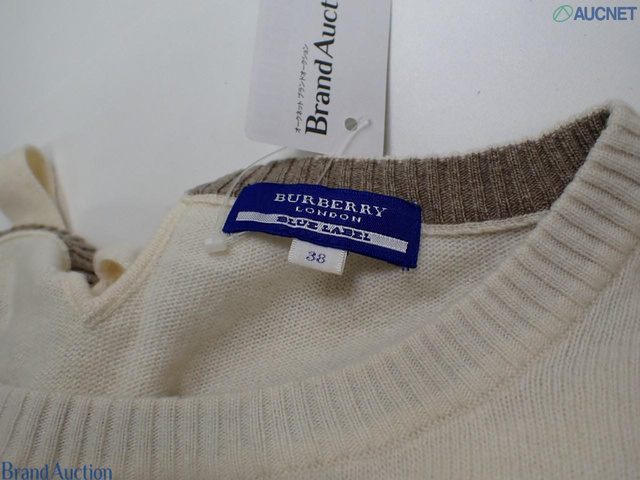 AUCNET
オークネット ブランドオークション
Brand Auct
BURBERRY
LONDON
BLUE LABEL
38
Brand Auction